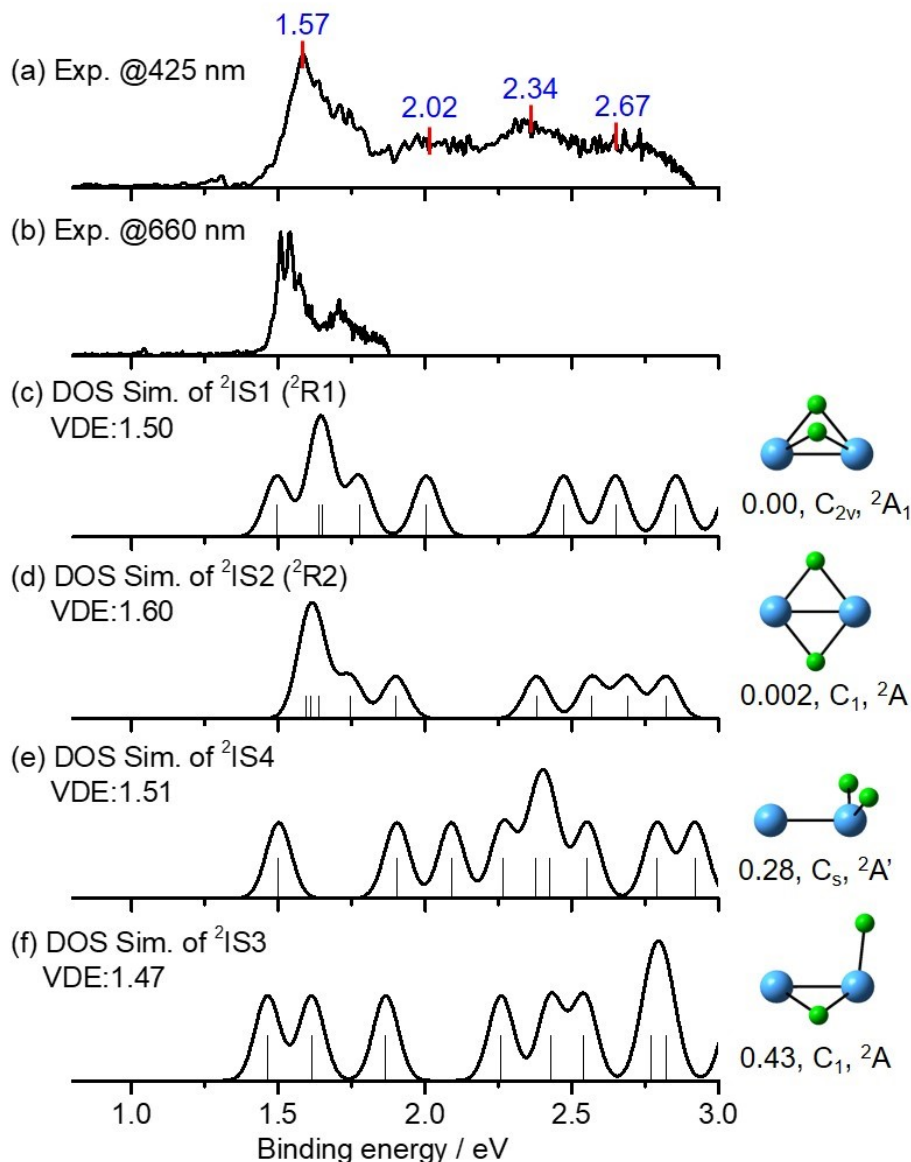 1.57
(a) Exp. @425 nm
2.02
2.34
2.67
(b) Exp. @660 nm
(c) DOS Sim. of ²IS1 (²R1)
VDE:1.50
0.00, C₂ᵥ, ²A₁
(d) DOS Sim. of ²IS2 (²R2)
VDE:1.60
0.002, C₁, ²A
(e) DOS Sim. of ²IS4
VDE:1.51
0.28, Cₛ, ²A’
(f) DOS Sim. of ²IS3
VDE:1.47
0.43, C₁, ²A
1.0 1.5 2.0 2.5 3.0
Binding energy / eV